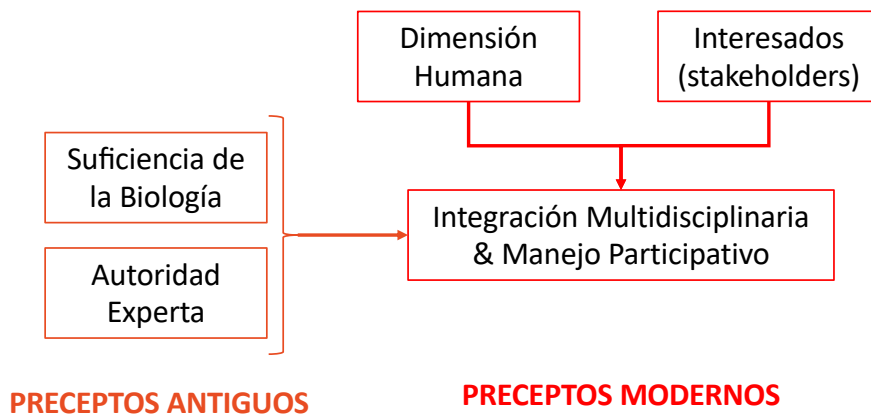 Dimensión
Humana
Interesados
(stakeholders)
Suficiencia de
la Biología
Autoridad
Experta
Integración Multidisciplinaria
& Manejo Participativo
PRECEPTOS ANTIGUOS
PRECEPTOS MODERNOS